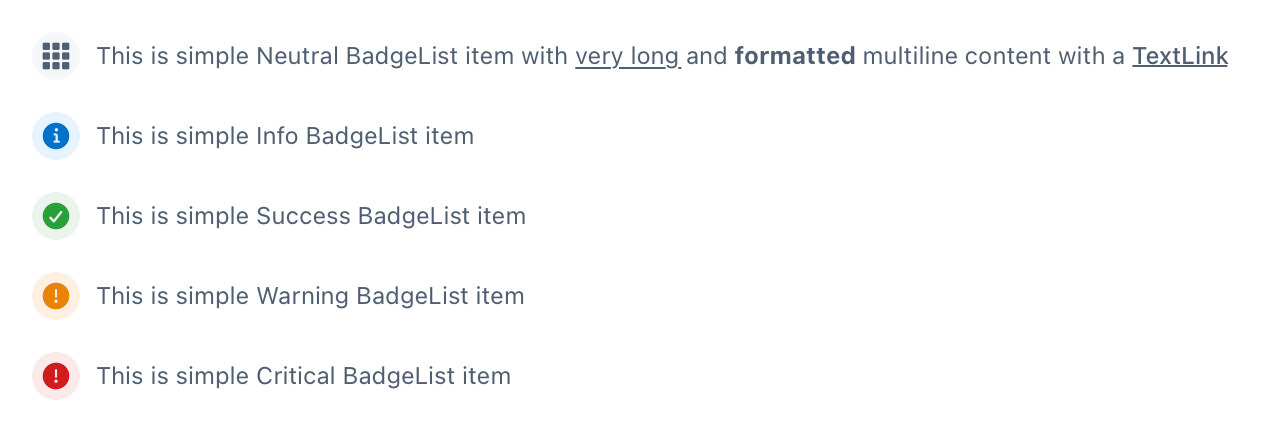 This is simple Neutral BadgeList item with very long and formatted multiline content with a TextLink
This is simple Info BadgeList item
This is simple Success BadgeList item
This is simple Warning BadgeList item
This is simple Critical BadgeList item